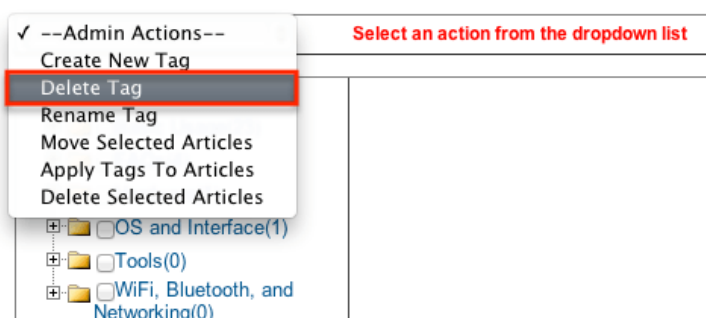 ✓ --Admin Actions--
Select an action from the dropdown list
Create New Tag
Delete Tag
Rename Tag
Move Selected Articles
Apply Tags To Articles
Delete Selected Articles
OS and Interface(1)
Tools(0)
WiFi, Bluetooth, and
Networking(0)